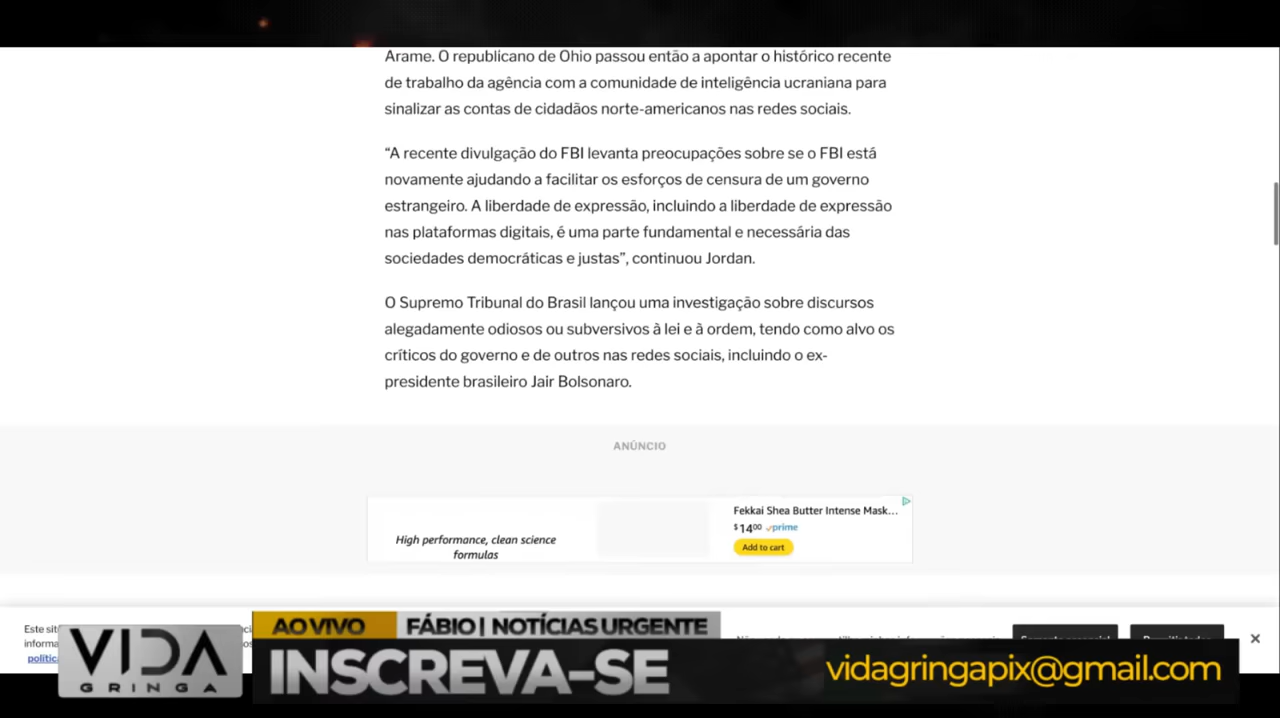 Arame. O republicano de Ohio passou então a apontar o histórico recente
de trabalho da agência com a comunidade de inteligência ucraniana para
sinalizar as contas de cidadãos norte-americanos nas redes sociais.
“A recente divulgação do FBI levanta preocupações sobre se o FBI está
novamente ajudando a facilitar os esforços de censura de um governo
estrangeiro. A liberdade de expressão, incluindo a liberdade de expressão
nas plataformas digitais, é uma parte fundamental e necessária das
sociedades democráticas e justas”, continuou Jordan.
O Supremo Tribunal do Brasil lançou uma investigação sobre discursos
alegadamente odiosos ou subversivos à lei e à ordem, tendo como alvo os
críticos do governo e de outros nas redes sociais, incluindo o ex-
presidente brasileiro Jair Bolsonaro.
ANÚNCIO
High performance, clean science
formulas
Fekkai Shea Butter Intense Mask...
$1400 prime
Add to cart
Este
VIDA
GRINGA
AO VIVO
FÁBIO | NOTÍCIAS URGENTE
INSCREVA-SE
vidagringapix@gmail.com